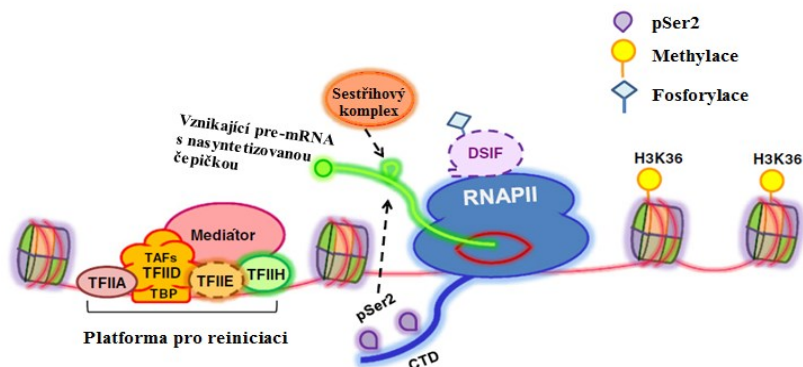 pSer2
Methylace
Fosforylace
Sestřihový
komplex
Vznikající pre-mRNA
s nasyntetizovanou
čepičkou
DSIF
RNAPII
H3K36
H3K36
Mediátor
TAFs
TFIID
TBP
TFIIA
TFIIE
TFIIH
pSer2
CTD
Platforma pro reiniciaci